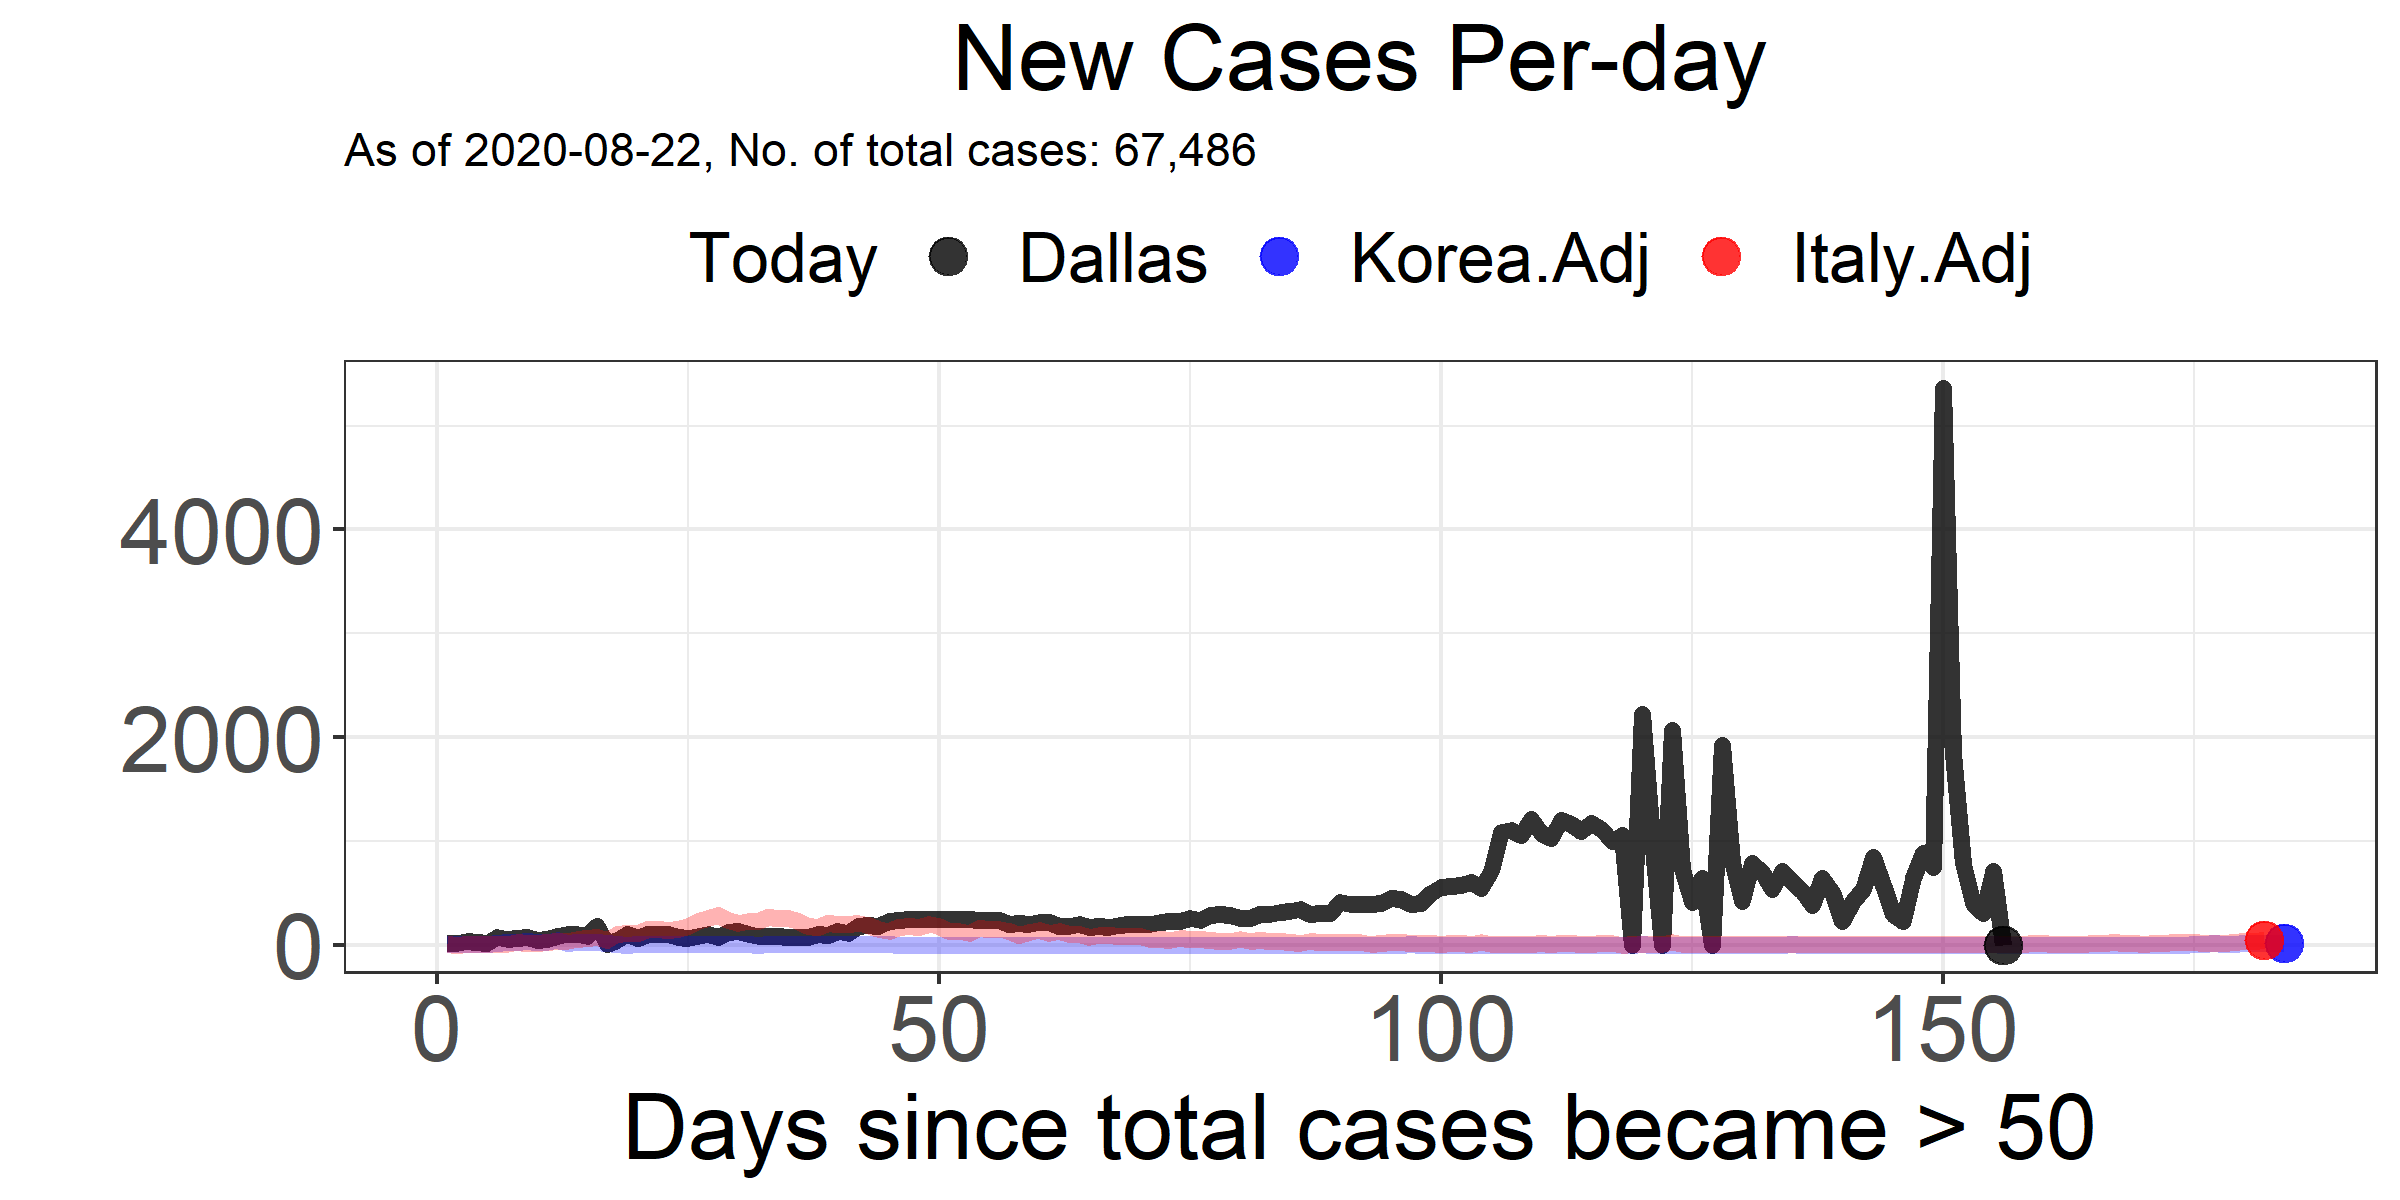 New Cases Per-day
As of 2020-08-22, No. of total cases: 67,486
Today Dallas Korea.Adj Italy.Adj
4000
2000
0
0 50 100 150
Days since total cases became > 50